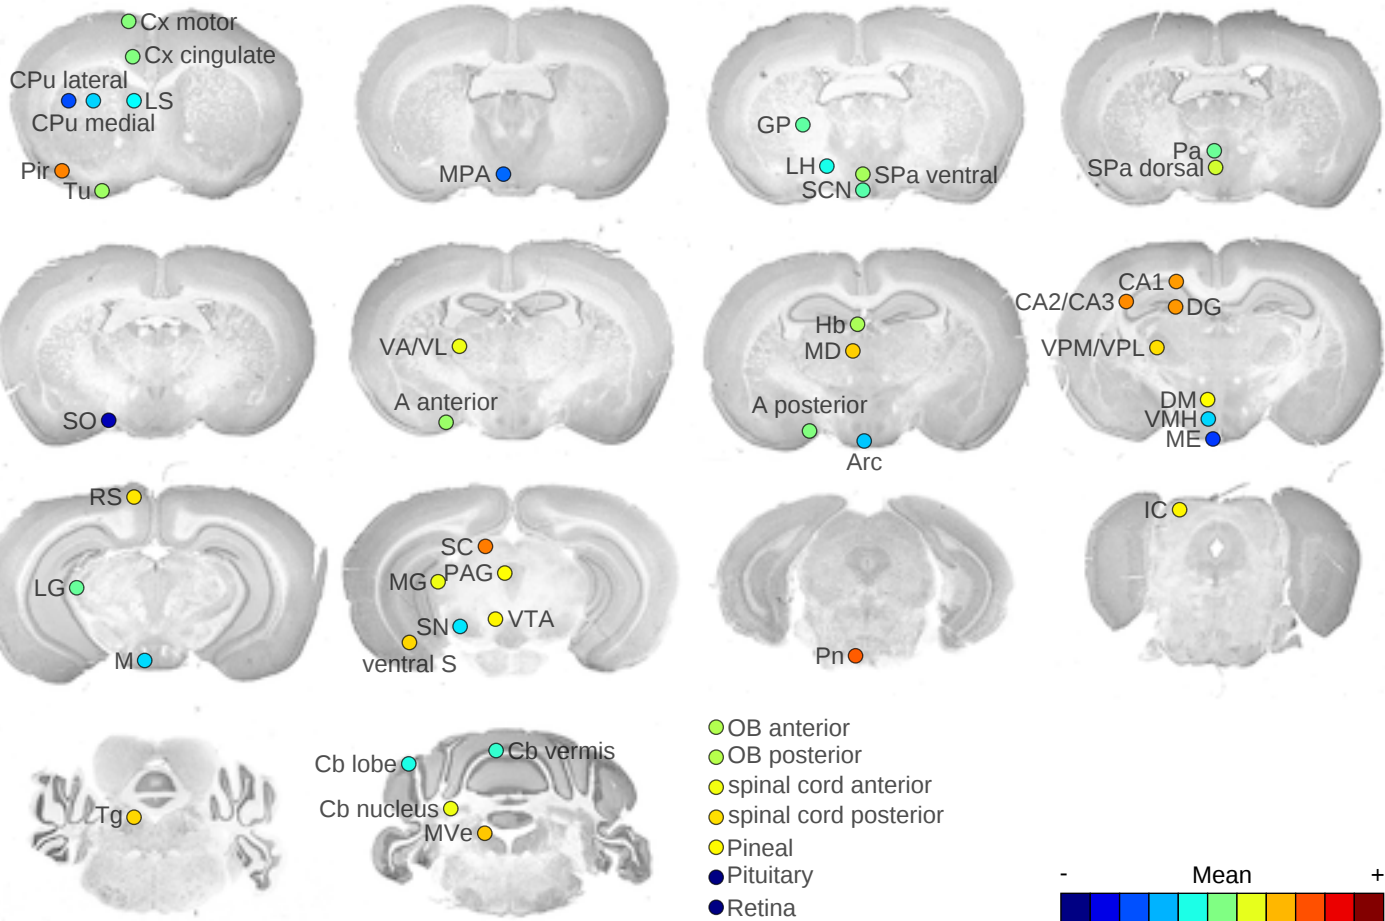 Cx motor
Cx cingulate
CPu lateral
LS
CPu medial
Pir
Tu
MPA
GP
LH
SPa ventral
SCN
Pa
SPa dorsal
SO
VA/VL
A anterior
Hb
MD
A posterior
Arc
CA1
CA2/CA3
DG
VPM/VPL
DM
VMH
ME
RS
LG
M
SC
MG
PAG
SN
VTA
ventral S
Pn
IC
Tg
Cb lobe
Cb vermis
Cb nucleus
MVe
OB anterior
OB posterior
spinal cord anterior
spinal cord posterior
Pineal
Pituitary
Retina
- Mean +